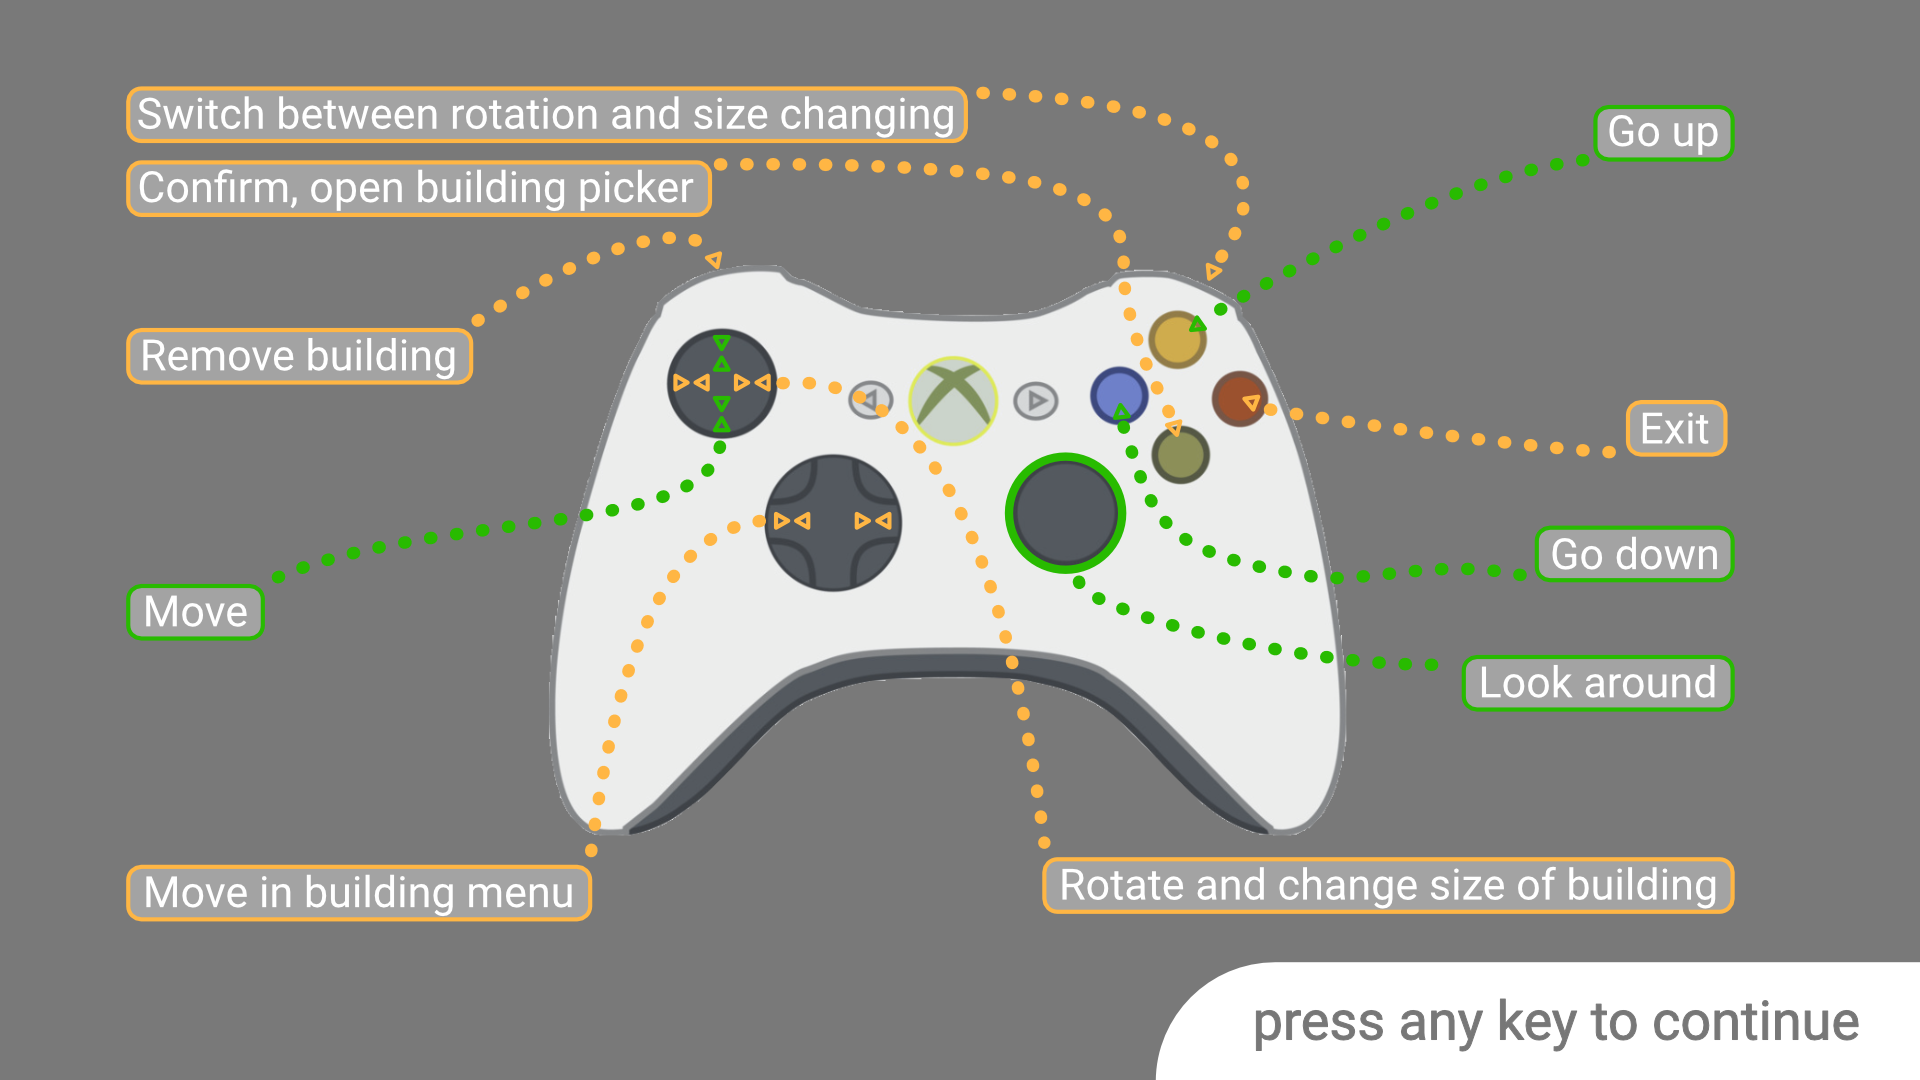 Switch between rotation and size changing
Go up
Confirm, open building picker
Remove building
Exit
Go down
Move
Look around
Move in building menu
Rotate and change size of building
press any key to continue